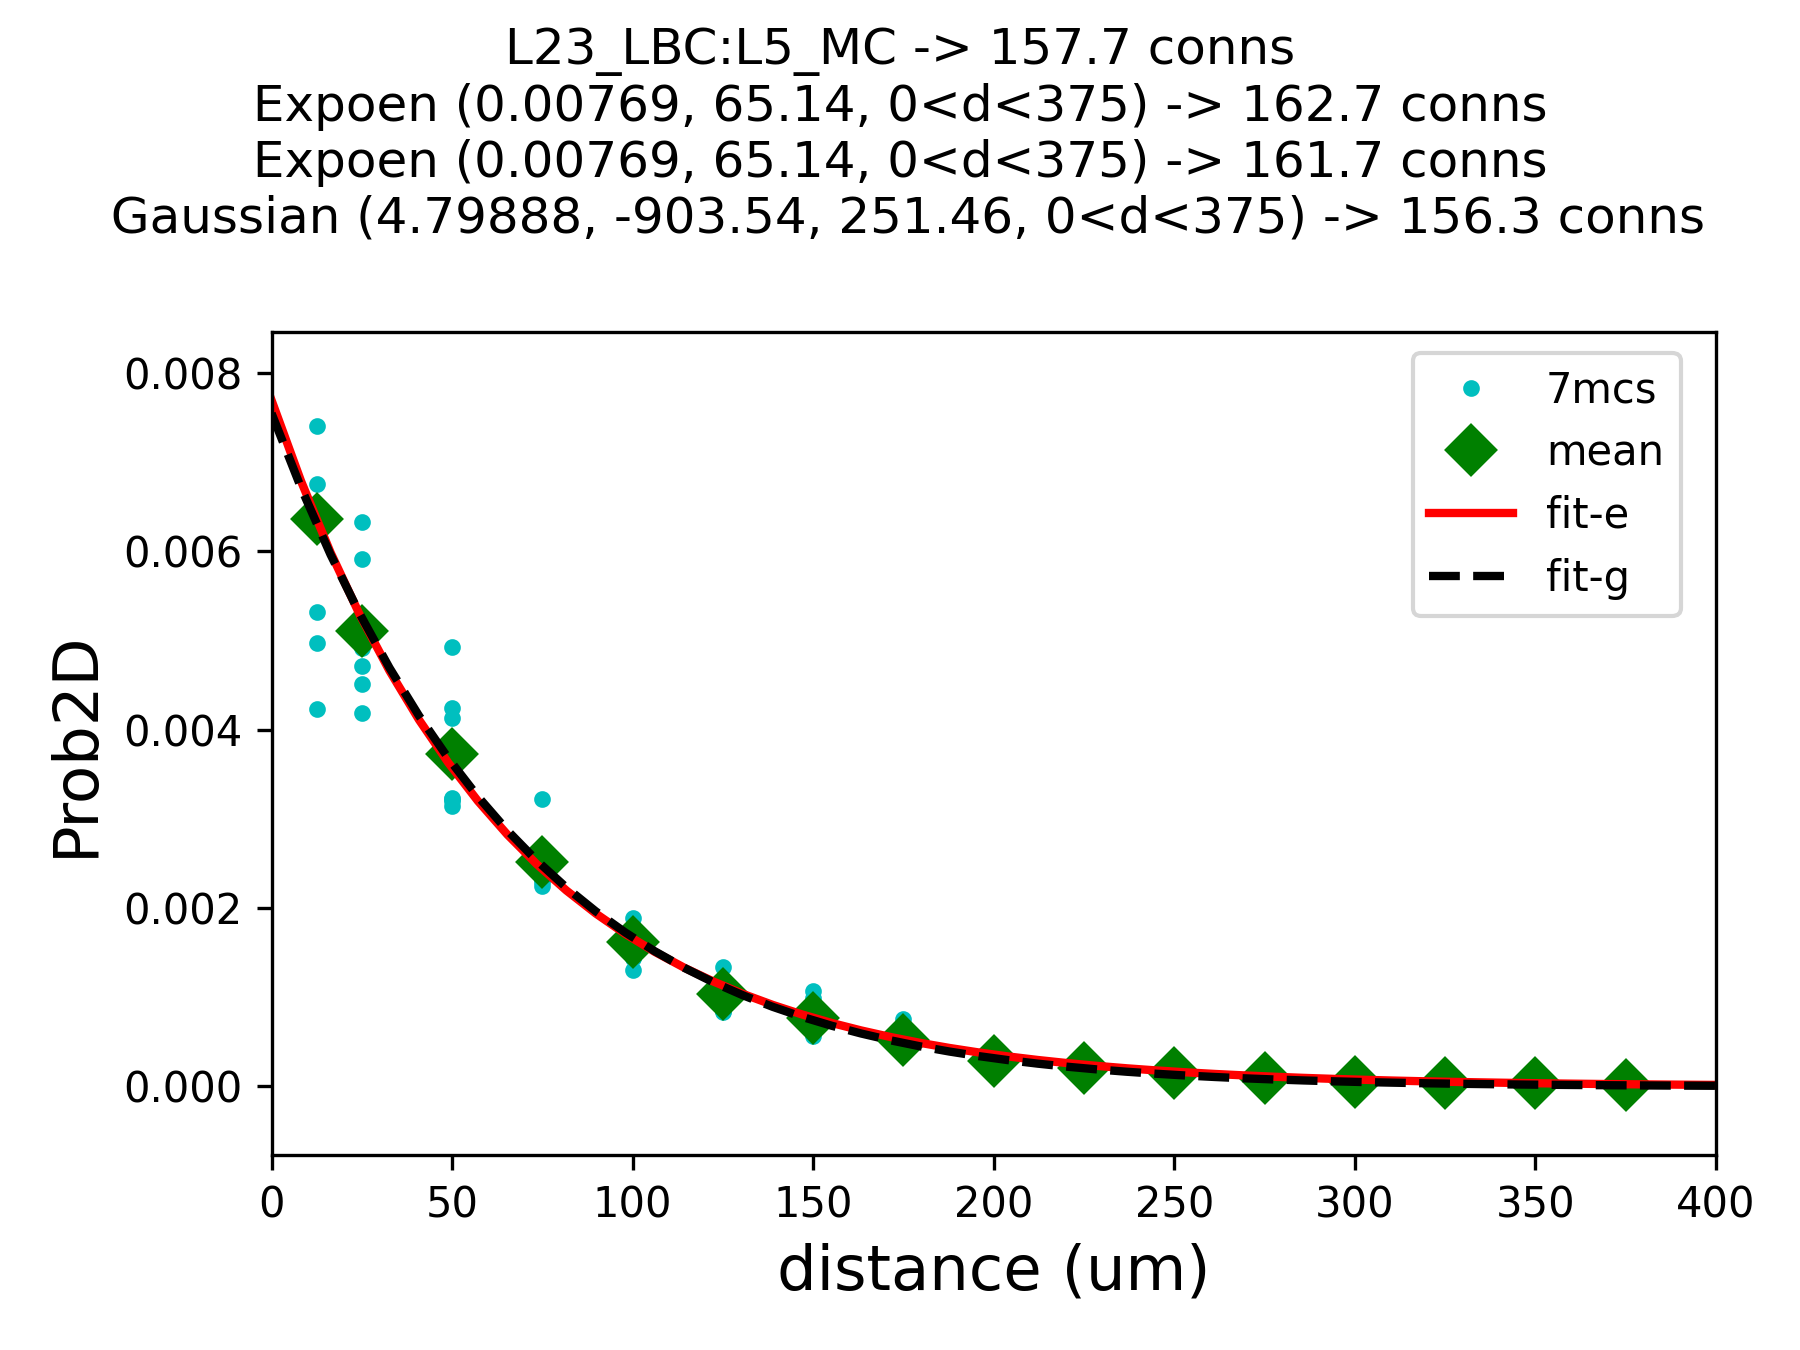 L23_LBC:L5_MC -> 157.7 conns
Expoen (0.00769, 65.14, 0<d<375) -> 162.7 conns
Expoen (0.00769, 65.14, 0<d<375) -> 161.7 conns
Gaussian (4.79888, -903.54, 251.46, 0<d<375) -> 156.3 conns
7mcs
mean
fit-e
fit-g
0.008
0.006
0.004
0.002
0.000
Prob2D
0 50 100 150 200 250 300 350 400
distance (um)